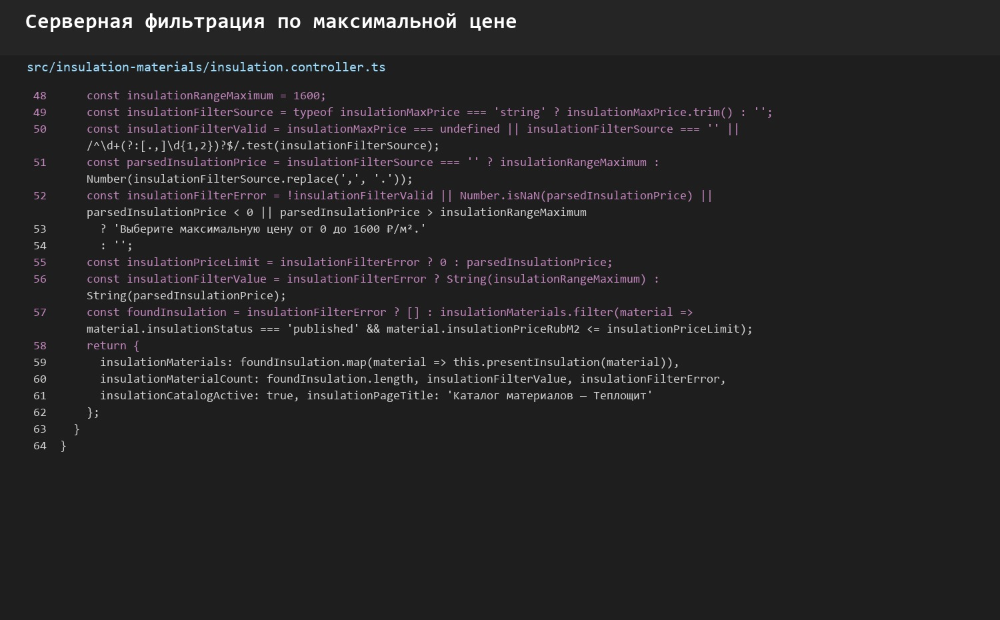 Серверная фильтрация по максимальной цене
src/insulation-materials/insulation.controller.ts
48 const insulationRangeMaximum = 1600;
49 const insulationFilterSource = typeof insulationMaxPrice === 'string' ? insulationMaxPrice.trim() : '';
50 const insulationFilterValid = insulationMaxPrice === undefined || insulationFilterSource === '' ||
/^\d+(?:[.,]\d{1,2})?$/.test(insulationFilterSource);
51 const parsedInsulationPrice = insulationFilterSource === '' ? insulationRangeMaximum :
Number(insulationFilterSource.replace(',', '.'));
52 const insulationFilterError = !insulationFilterValid || Number.isNaN(parsedInsulationPrice) ||
parsedInsulationPrice < 0 || parsedInsulationPrice > insulationRangeMaximum
53 ? 'Выберите максимальную цену от 0 до 1600 ₽/м².'
54 : '';
55 const insulationPriceLimit = insulationFilterError ? 0 : parsedInsulationPrice;
56 const insulationFilterValue = insulationFilterError ? String(insulationRangeMaximum) :
String(parsedInsulationPrice);
57 const foundInsulation = insulationFilterError ? [] : insulationMaterials.filter(material =>
material.insulationStatus === 'published' && material.insulationPriceRubM2 <= insulationPriceLimit);
58 return {
59 insulationMaterials: foundInsulation.map(material => this.presentInsulation(material)),
60 insulationMaterialCount: foundInsulation.length, insulationFilterValue, insulationFilterError,
61 insulationCatalogActive: true, insulationPageTitle: 'Каталог материалов — Теплощит'
62 };
63 }
64 }